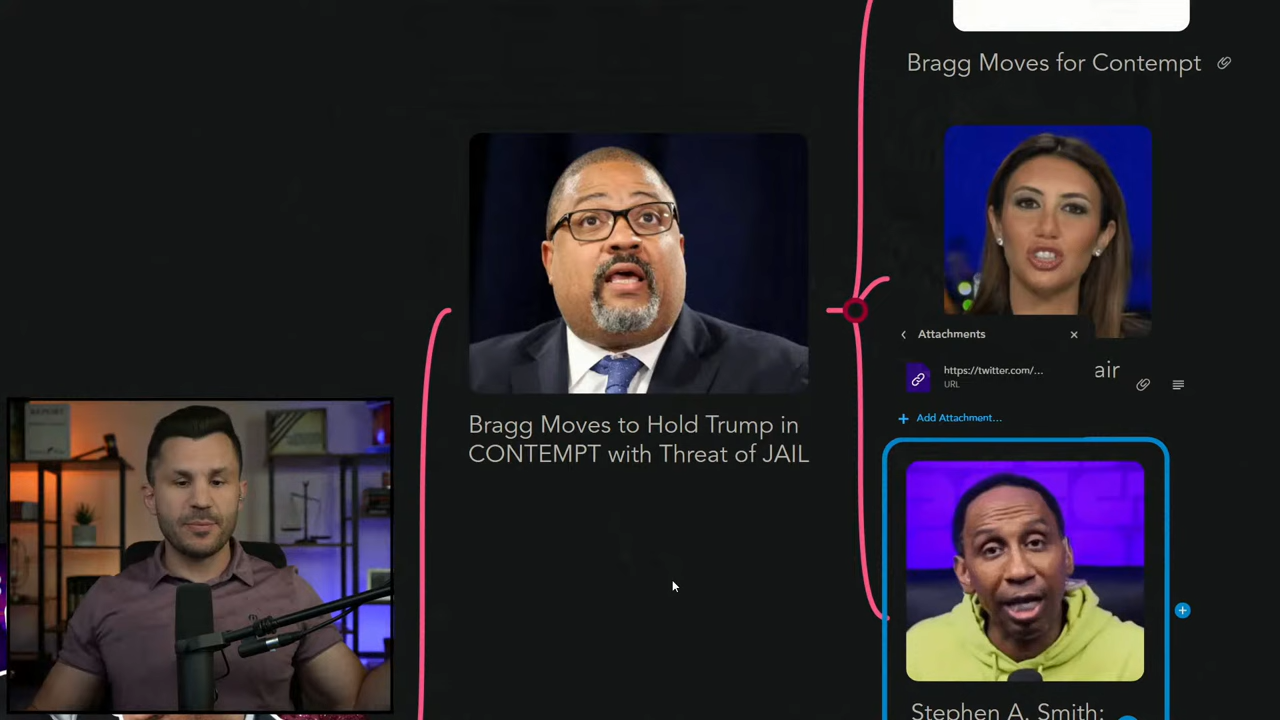 Bragg Moves for Contempt
Attachments
https://twitter.com/...
URL
air
Add Attachment...
Bragg Moves to Hold Trump in
CONTEMPT with Threat of JAIL
REPORT
Stephen A. Smith: